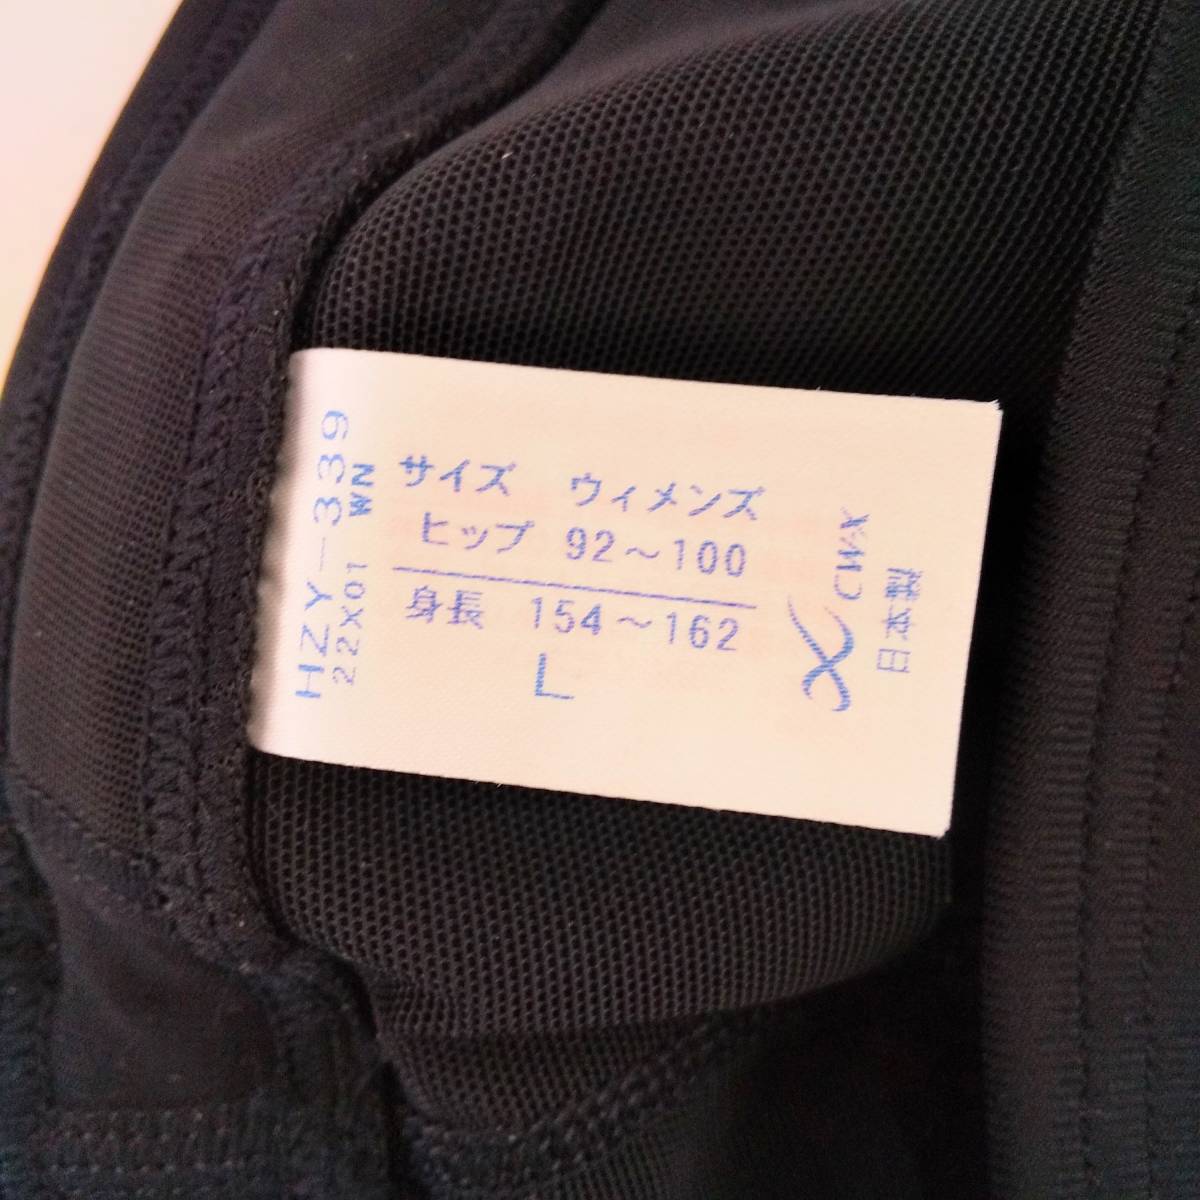 サイズ ウィメンズ
ヒップ 92～100
身長 154～162
L
HZY-339
22X01 WN
CW-X
日本製